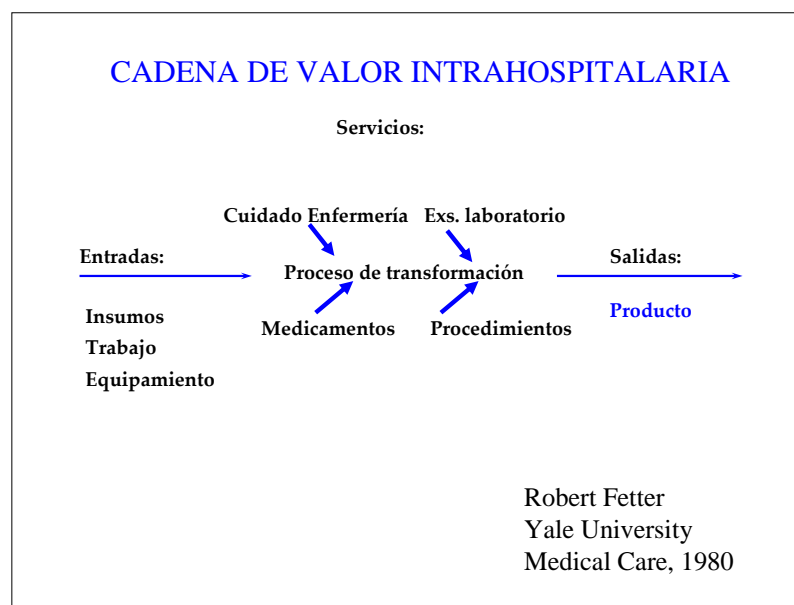 CADENA DE VALOR INTRAHOSPITALARIA
Servicios:
Cuidado Enfermería Exs. laboratorio
Entradas: Salidas:
Proceso de transformación
Insumos Medicamentos Procedimientos Producto
Trabajo
Equipamiento
Robert Fetter
Yale University
Medical Care, 1980